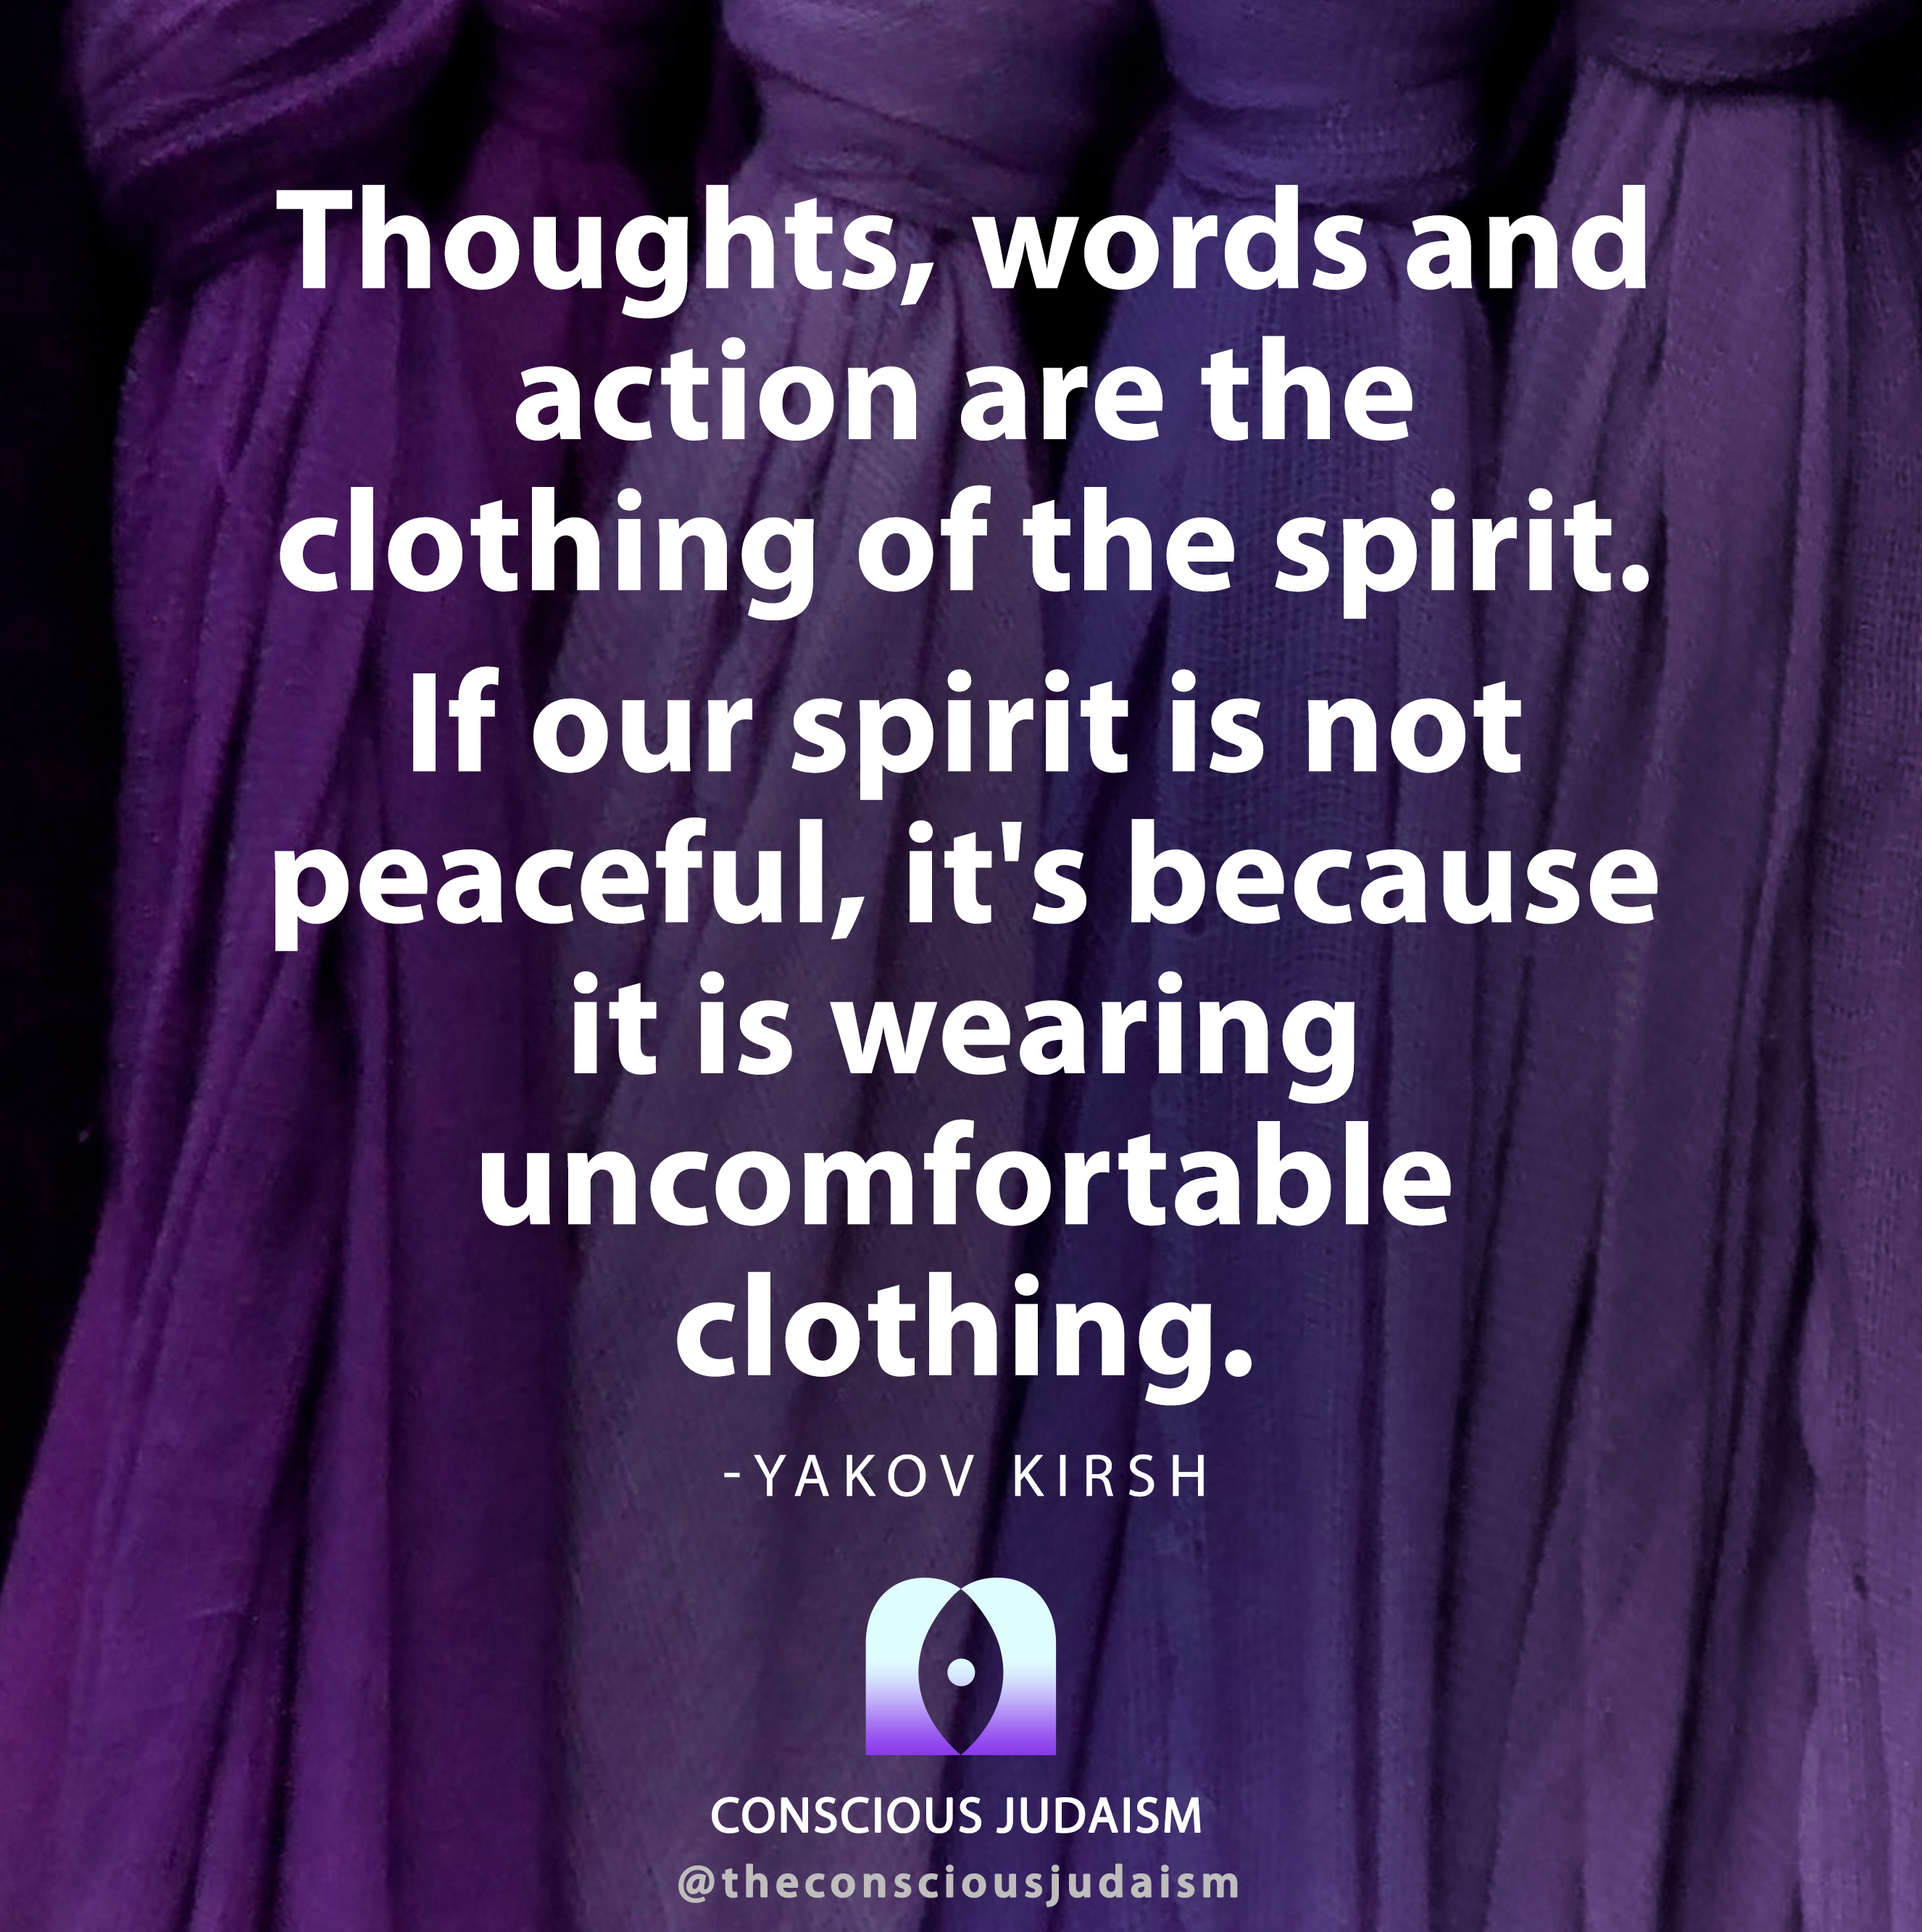 Thoughts, words and
action are the
clothing of the spirit.
If our spirit is not
peaceful, it's because
it is wearing
uncomfortable
clothing.
-YAKOV KIRSH
CONSCIOUS JUDAISM
@theconsciousjudaism